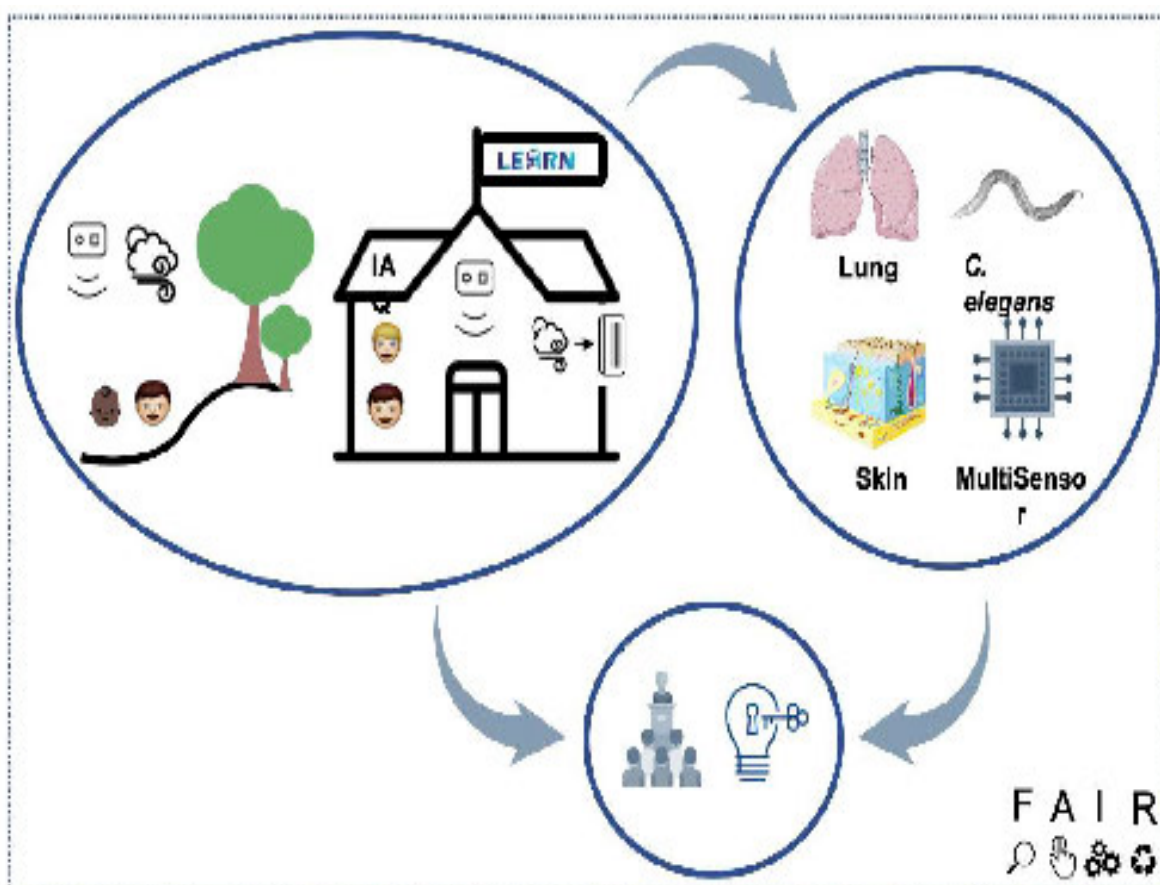 LEARN
IA
Q
Lung
C.
elegans
Skin
MultiSenso
r
F A I R